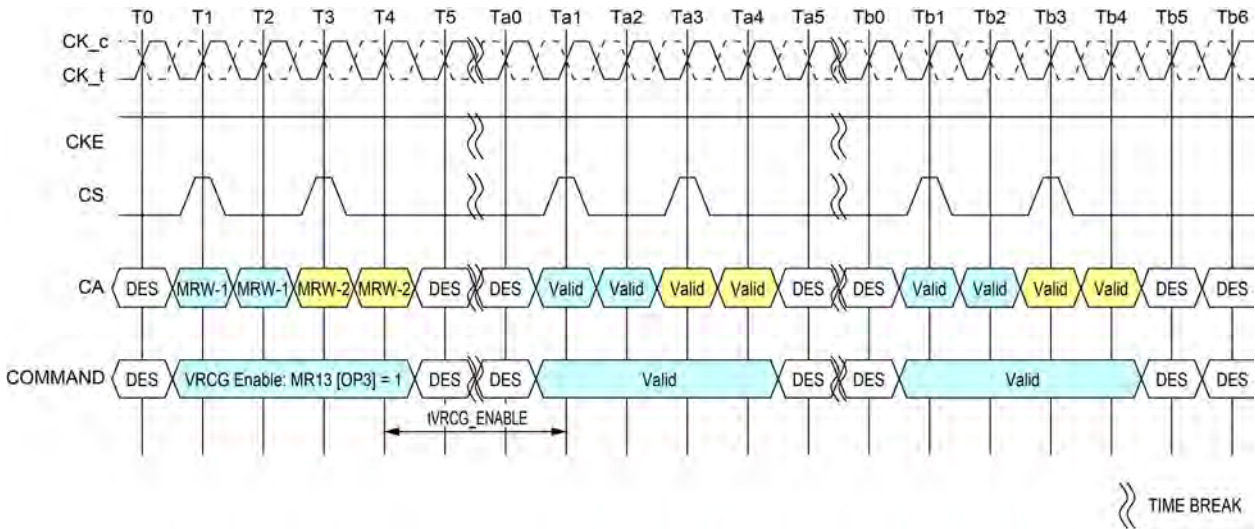 T0 T1 T2 T3 T4 T5 Ta0 Ta1 Ta2 Ta3 Ta4 Ta5 Tb0 Tb1 Tb2 Tb3 Tb4 Tb5 Tb6
CK_c
CK_t
CKE
CS
CA DES MRW-1 MRW-1 MRW-2 MRW-2 DES DES Valid Valid Valid Valid DES DES Valid Valid Valid Valid DES DES
COMMAND DES VRCG Enable: MR13 [OP3] = 1 DES DES Valid DES DES Valid DES DES
tVRCG_ENABLE
TIME BREAK